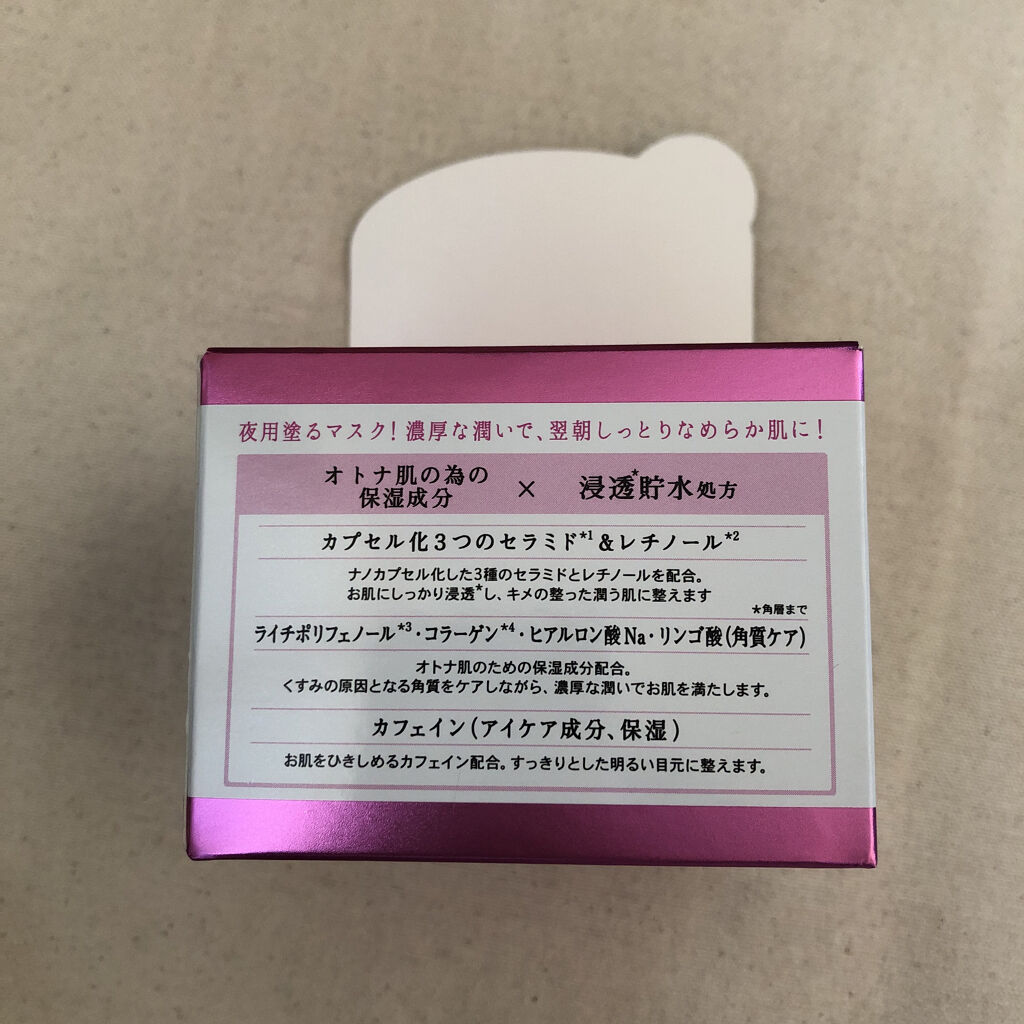 夜用塗るマスク！濃厚な潤いで、翌朝しっとりなめらか肌に！
オトナ肌の為の
保湿成分
×
浸透*貯水処方
カプセル化3つのセラミド*1＆レチノール*2
ナノカプセル化した3種のセラミドとレチノールを配合。
お肌にしっかり浸透*し、キメの整った潤う肌に整えます
*角層まで
ライチポリフェノール*3・コラーゲン*4・ヒアルロン酸Na・リンゴ酸(角質ケア)
オトナ肌のための保湿成分配合。
くすみの原因となる角質をケアしながら、濃厚な潤いでお肌を満たします。
カフェイン(アイケア成分、保湿)
お肌をひきしめるカフェイン配合。すっきりとした明るい目元に整えます。